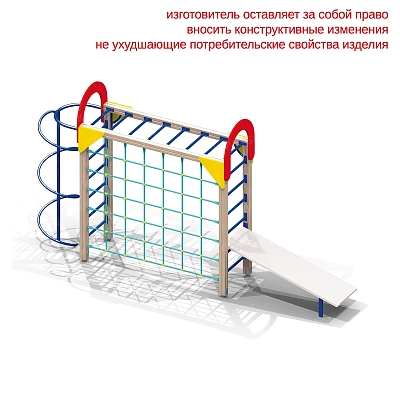 изготовитель оставляет за собой право
вносить конструктивные изменения
не ухудшающие потребительские свойства изделия